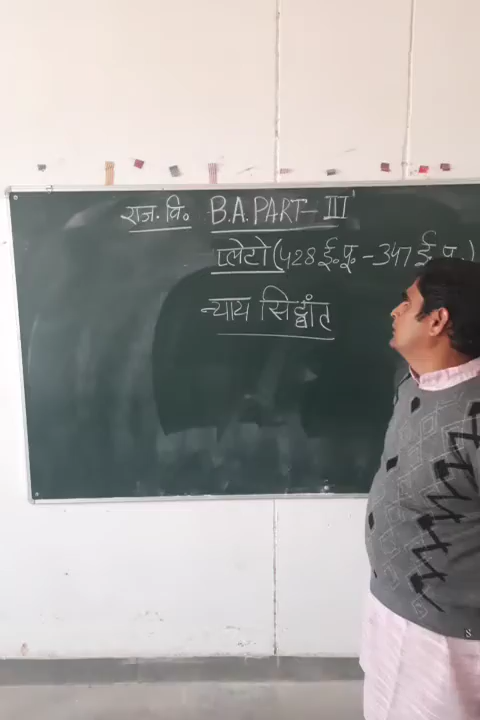 राज. वि. B.A. PART-III
प्लेटो (428 ई. पू. - 347 ई. पू.)
न्याय सिद्धांत